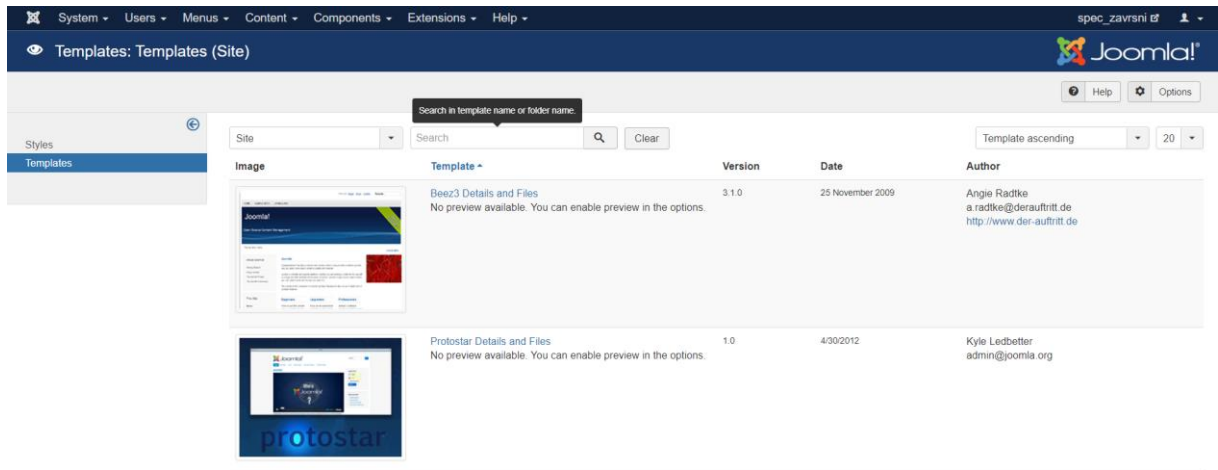 System Users Menus Content Components Extensions Help spec_zavrsni
Templates: Templates (Site) Joomla!
Help Options
Search in template name or folder name.
Styles
Templates
Site Search Clear Template ascending 20
Image Template Version Date Author
Beez3 Details and Files 3.1.0 25 November 2009 Angie Radtke
No preview available. You can enable preview in the options. a.radtke@derauftritt.de
http://www.der-auftritt.de
Joomla!
Protostar Details and Files 1.0 4/30/2012 Kyle Ledbetter
No preview available. You can enable preview in the options. admin@joomla.org
Joomla!
protostar